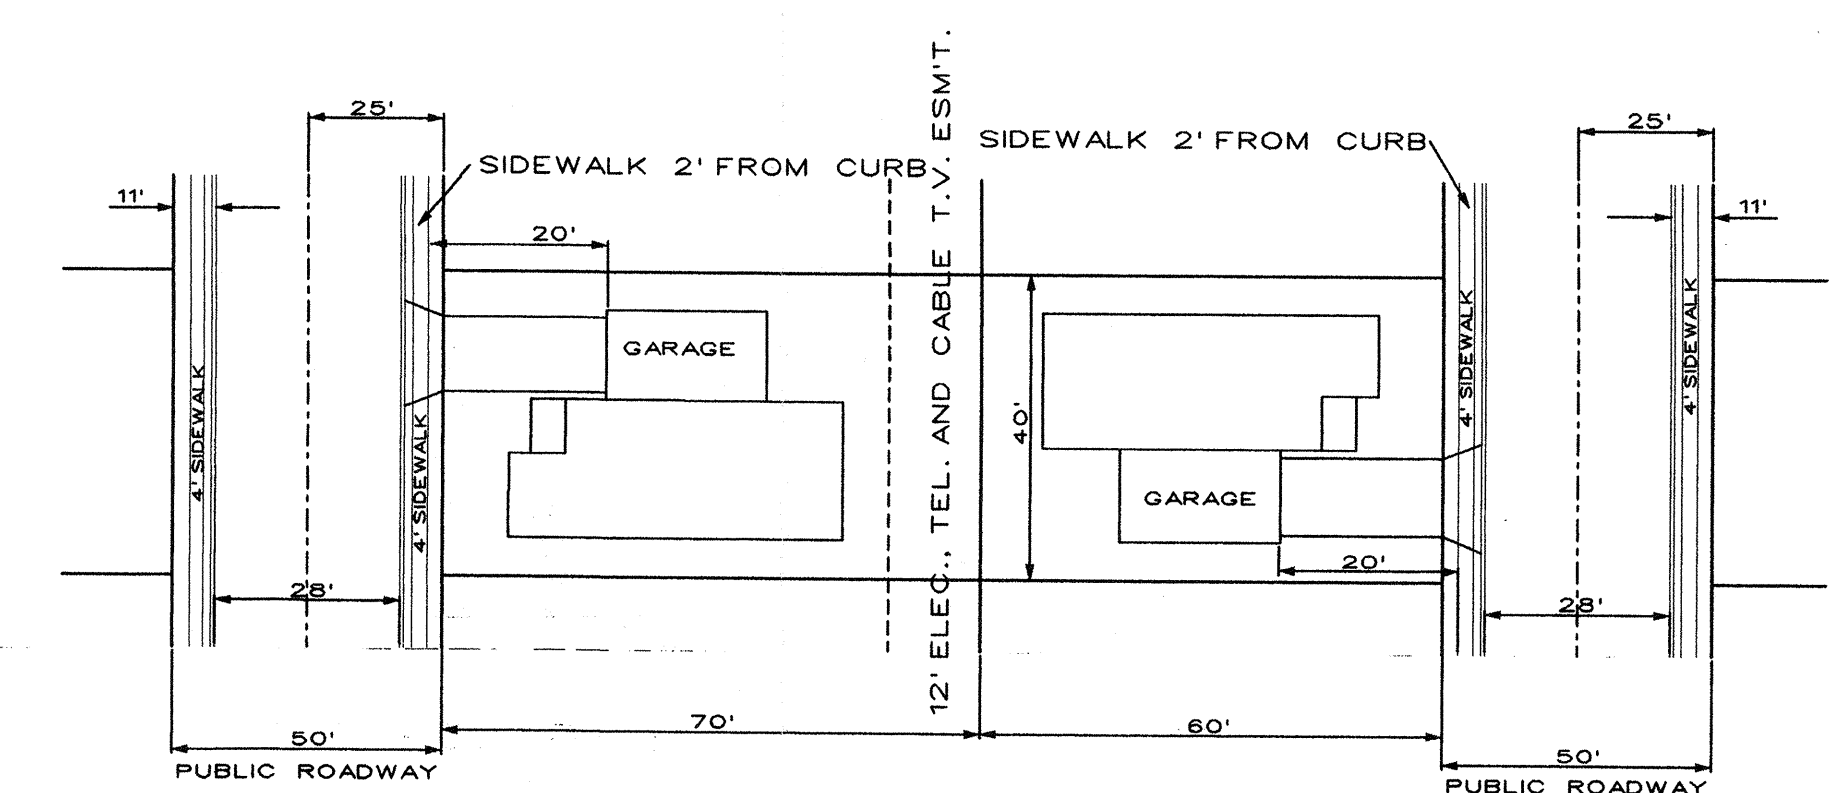 12' ELEC., TEL. AND CABLE T.V. ESM'T.
25'
25'
SIDEWALK 2' FROM CURB
SIDEWALK 2' FROM CURB
11'
11'
20'
GARAGE
4' SIDEWALK
4' SIDEWALK
40'
4' SIDEWALK
4' SIDEWALK
GARAGE
20'
28'
28'
70'
60'
50'
50'
PUBLIC ROADWAY
PUBLIC ROADWAY